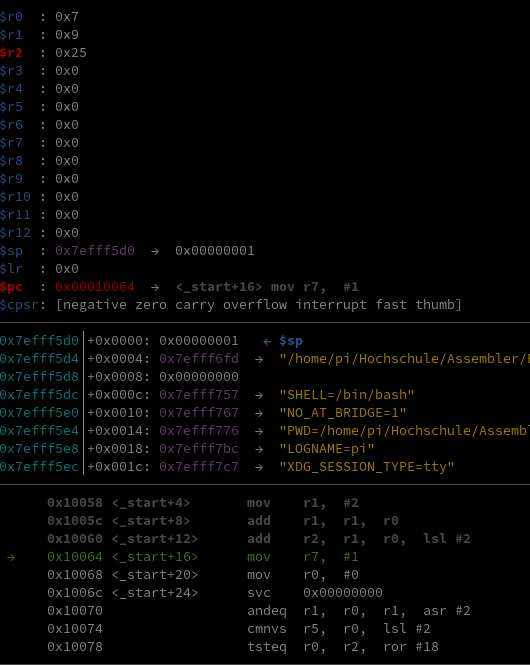 $r0 : 0x7
$r1 : 0x9
$r2 : 0x25
$r3 : 0x0
$r4 : 0x0
$r5 : 0x0
$r6 : 0x0
$r7 : 0x0
$r8 : 0x0
$r9 : 0x0
$r10 : 0x0
$r11 : 0x0
$r12 : 0x0
$sp : 0x7efff5d0 → 0x00000001
$lr : 0x0
$pc : 0x00010064 → <_start+16> mov r7, #1
$cpsr: [negative zero carry overflow interrupt fast thumb]
0x7efff5d0│+0x0000: 0x00000001 ← $sp
0x7efff5d4│+0x0004: 0x7efff6fd → "/home/pi/Hochschule/Assembler/
0x7efff5d8│+0x0008: 0x00000000
0x7efff5dc│+0x000c: 0x7efff757 → "SHELL=/bin/bash"
0x7efff5e0│+0x0010: 0x7efff767 → "NO_AT_BRIDGE=1"
0x7efff5e4│+0x0014: 0x7efff776 → "PWD=/home/pi/Hochschule/Assembl
0x7efff5e8│+0x0018: 0x7efff7bc → "LOGNAME=pi"
0x7efff5ec│+0x001c: 0x7efff7c7 → "XDG_SESSION_TYPE=tty"
0x10058 <_start+4> mov r1, #2
0x1005c <_start+8> add r1, r1, r0
0x10060 <_start+12> add r2, r1, r0, lsl #2
→ 0x10064 <_start+16> mov r7, #1
0x10068 <_start+20> mov r0, #0
0x1006c <_start+24> svc 0x00000000
0x10070 andeq r1, r0, r1, asr #2
0x10074 cmnvs r5, r0, lsl #2
0x10078 tsteq r0, r2, ror #18